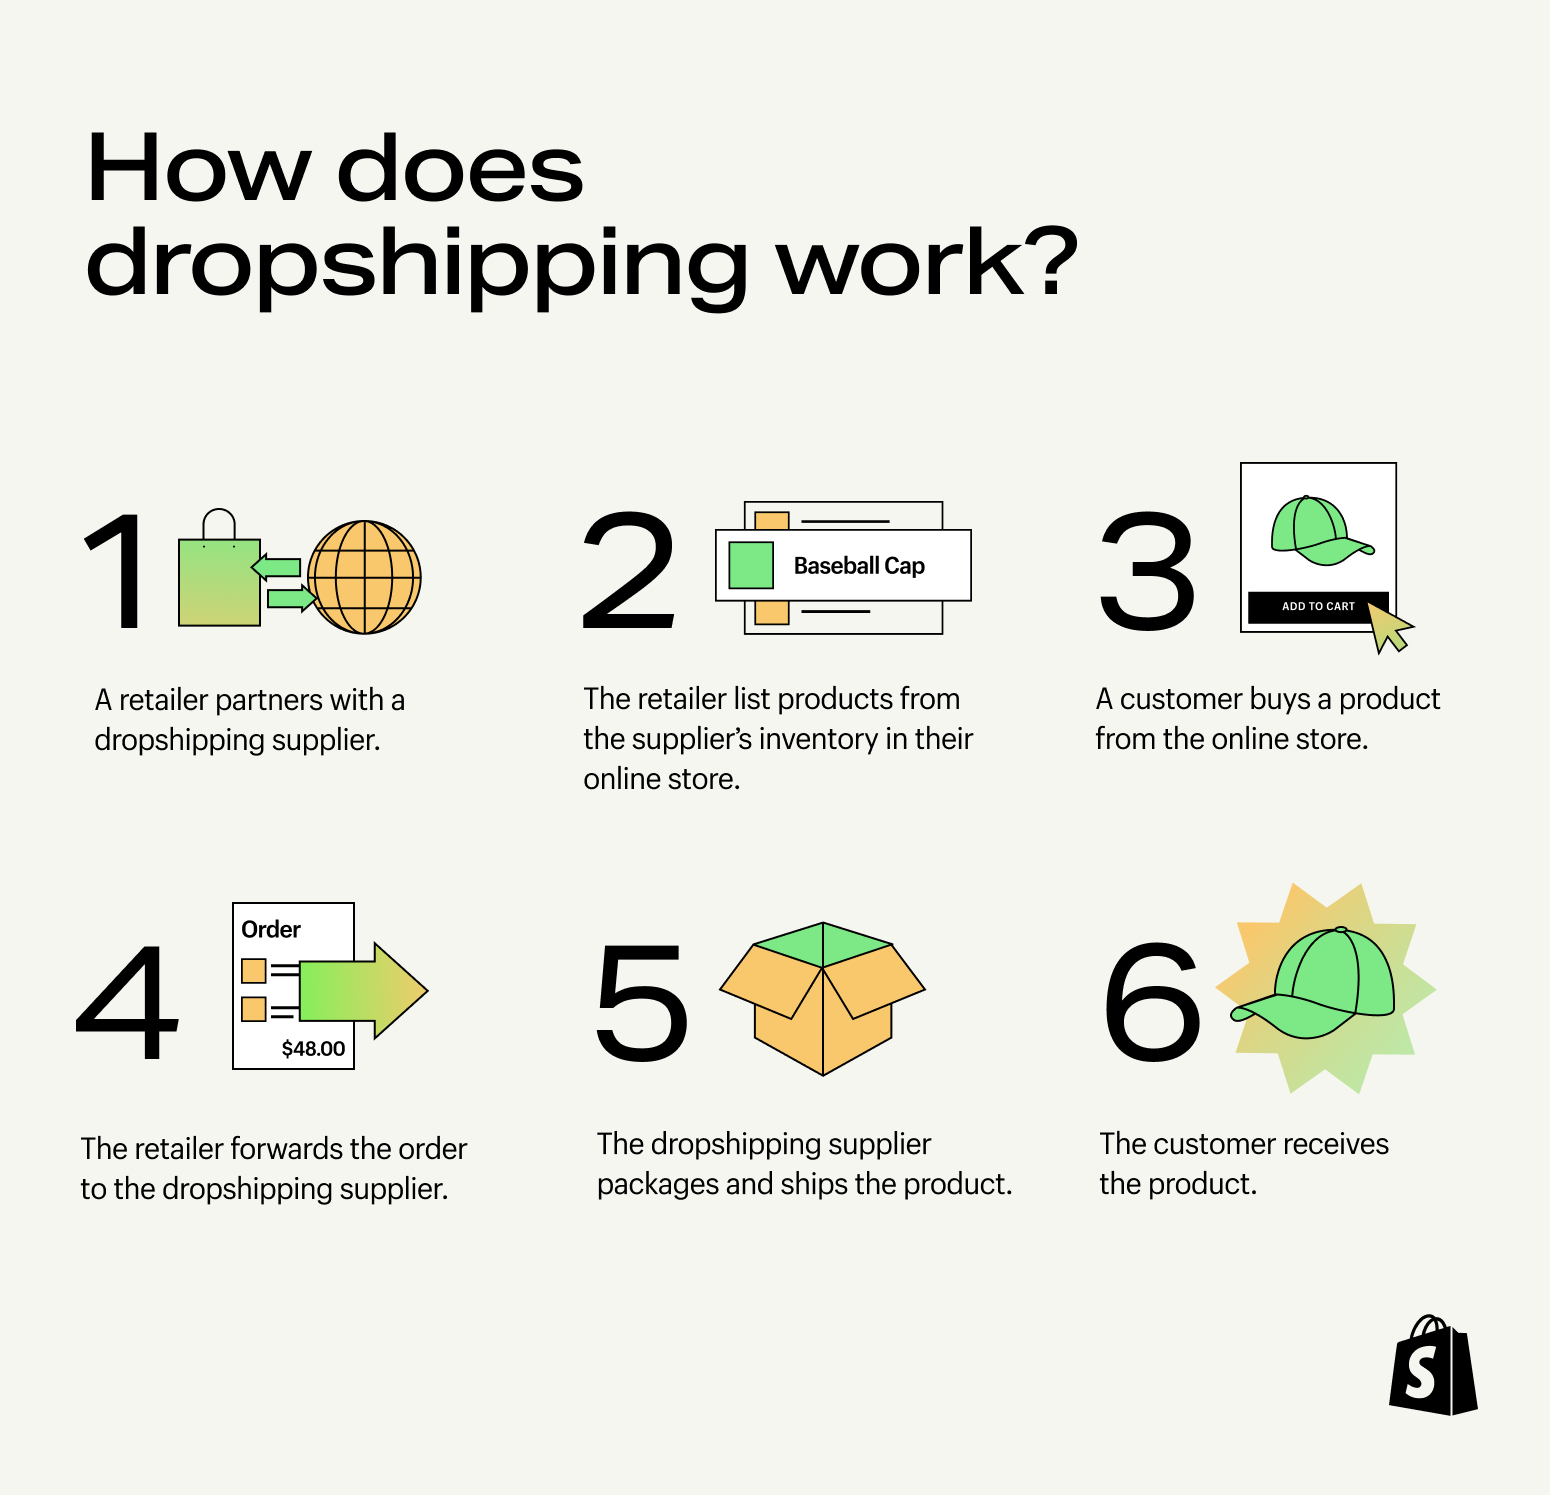 How does
dropshipping work?
1
2
Baseball Cap
3
ADD TO CART
A retailer partners with a
dropshipping supplier.
The retailer list products from
the supplier’s inventory in their
online store.
A customer buys a product
from the online store.
4
Order
$48.00
5
6
The retailer forwards the order
to the dropshipping supplier.
The dropshipping supplier
packages and ships the product.
The customer receives
the product.
S